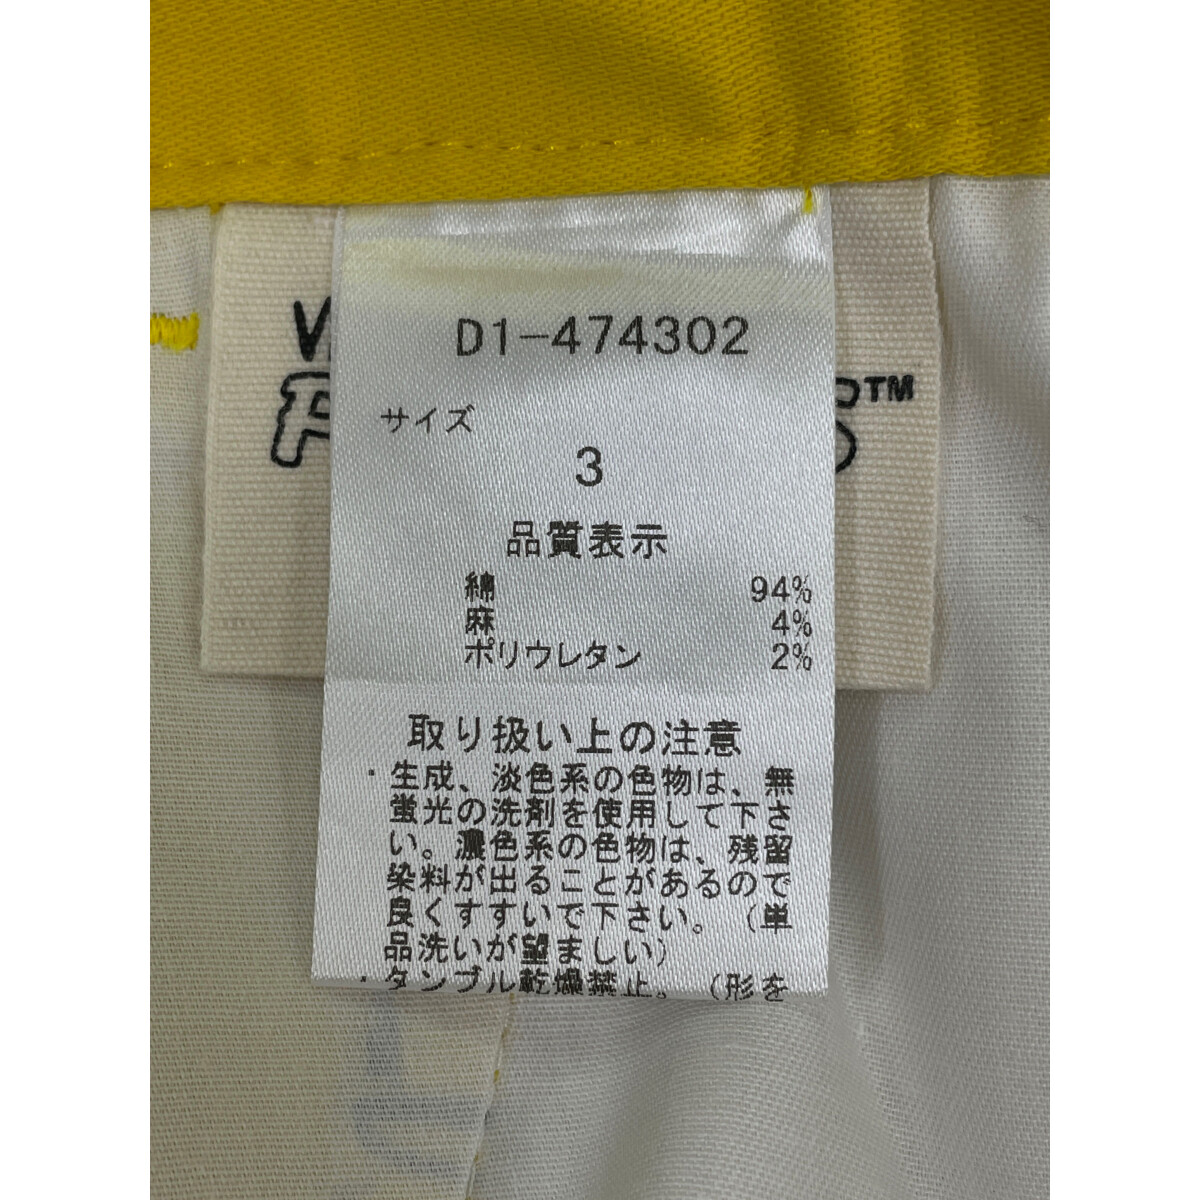 D1-474302
TM
サイズ
3
品質表示
綿 94%
麻 4%
ポリウレタン 2%
取り扱い上の注意
・生成、淡色系の色物は、無
蛍光の洗剤を使用して下さ
い。濃色系の色物は、残留
染料が出ることがあるので
良くすすいで下さい。(単
品洗いが望ましい)
・タンブル乾燥禁止。(形を